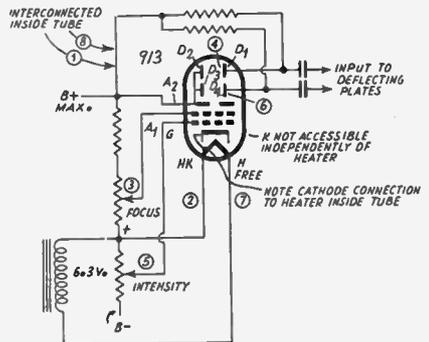 INTERCONNECTED
INSIDE TUBE
8
1
913
D2
4
D1
D3
D4
A2
6
INPUT TO
DEFLECTING
PLATES
B+
MAX.
A1
G
K NOT ACCESSIBLE
INDEPENDENTLY OF
HEATER
HK
H
FREE
3
FOCUS
2
7
NOTE CATHODE CONNECTION
TO HEATER INSIDE TUBE
+
6.3V.
5
INTENSITY
B-